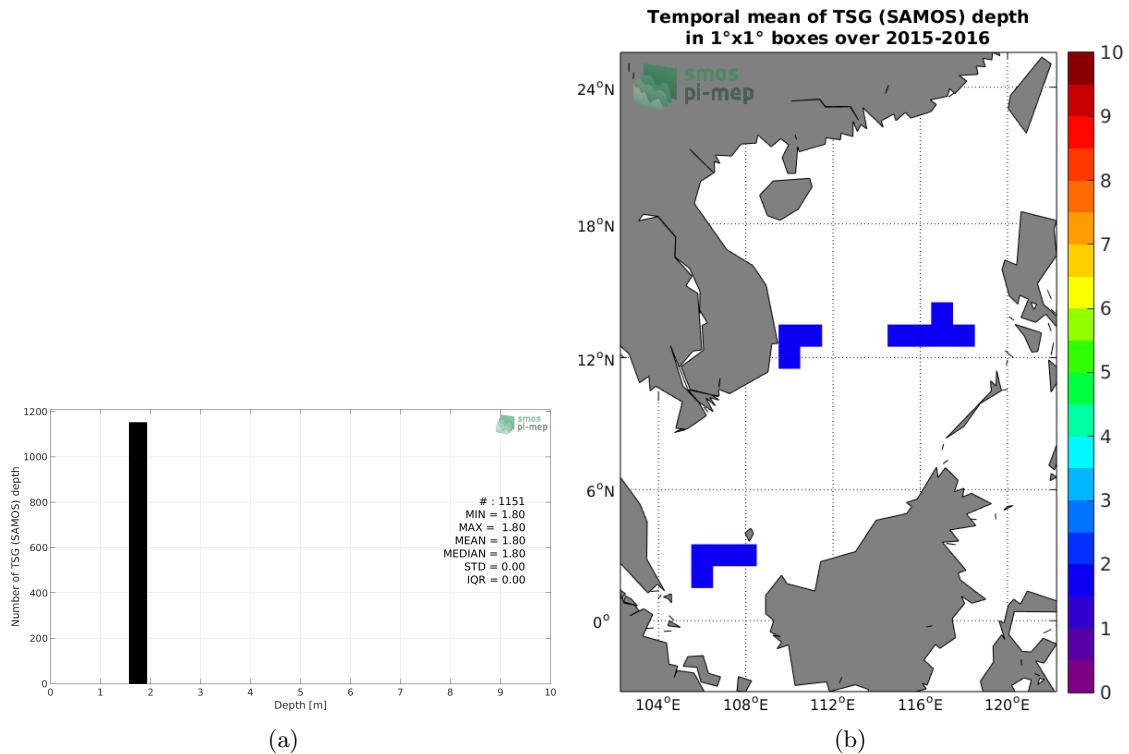 Temporal mean of TSG (SAMOS) depth
in 1°x1° boxes over 2015-2016
smos
pi-mep
24°N
18°N
12°N
6°N
0°
104°E
108°E
112°E
116°E
120°E
10
9
8
7
6
5
4
3
2
1
0
(b)
Number of TSG (SAMOS) depth
1200
1000
800
600
400
200
0
smos
pi-mep
# : 1151
MIN = 1.80
MAX = 1.80
MEAN = 1.80
MEDIAN = 1.80
STD = 0.00
IQR = 0.00
0 1 2 3 4 5 6 7 8 9 10
Depth [m]
(a)